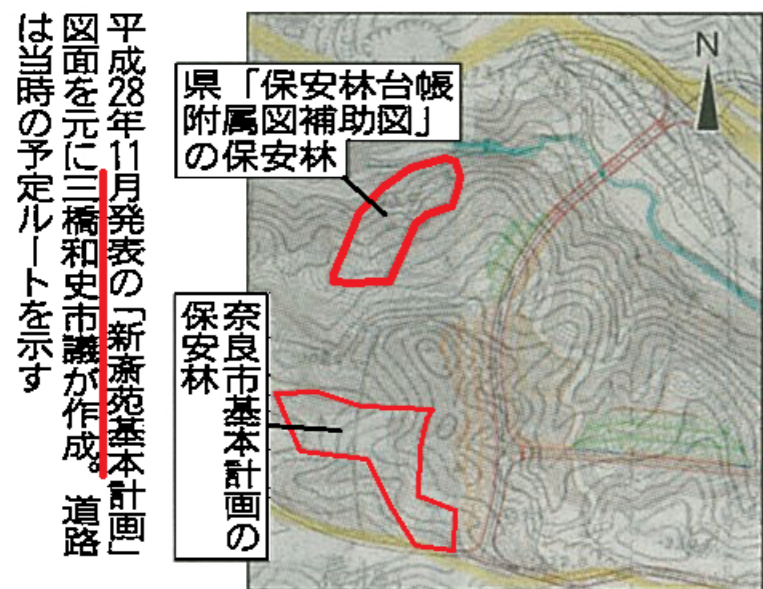 平成28年11月発表の「新斎苑基本計画」
図面を元に三橋和史市議が作成。道路
は当時の予定ルートを示す
県「保安林台帳
附属図補助図」
の保安林
奈良市基本計画の
保安林
N